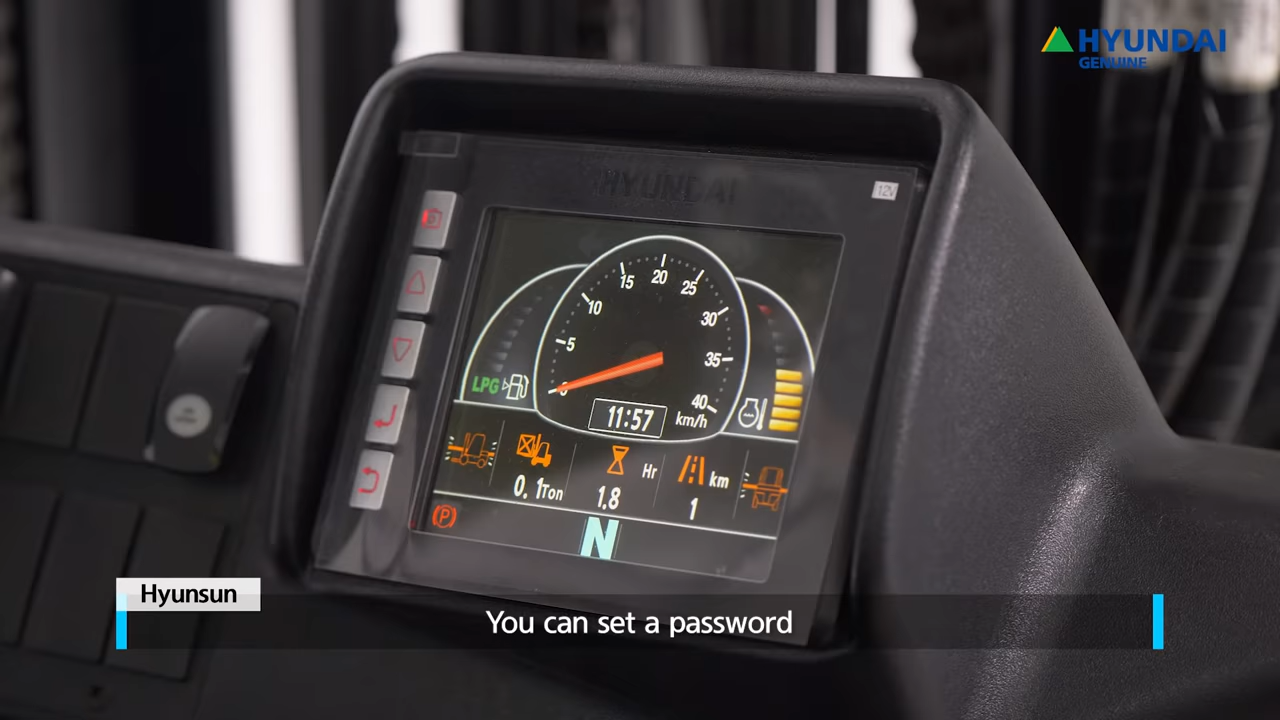 HYUNDAI
GENUINE
HYUNDAI
12V
0 5 10 15 20 25 30 35 40
km/h
LPG
11:57
0.1Ton
1.8 Hr
1 km
P
N
Hyunsun
You can set a password